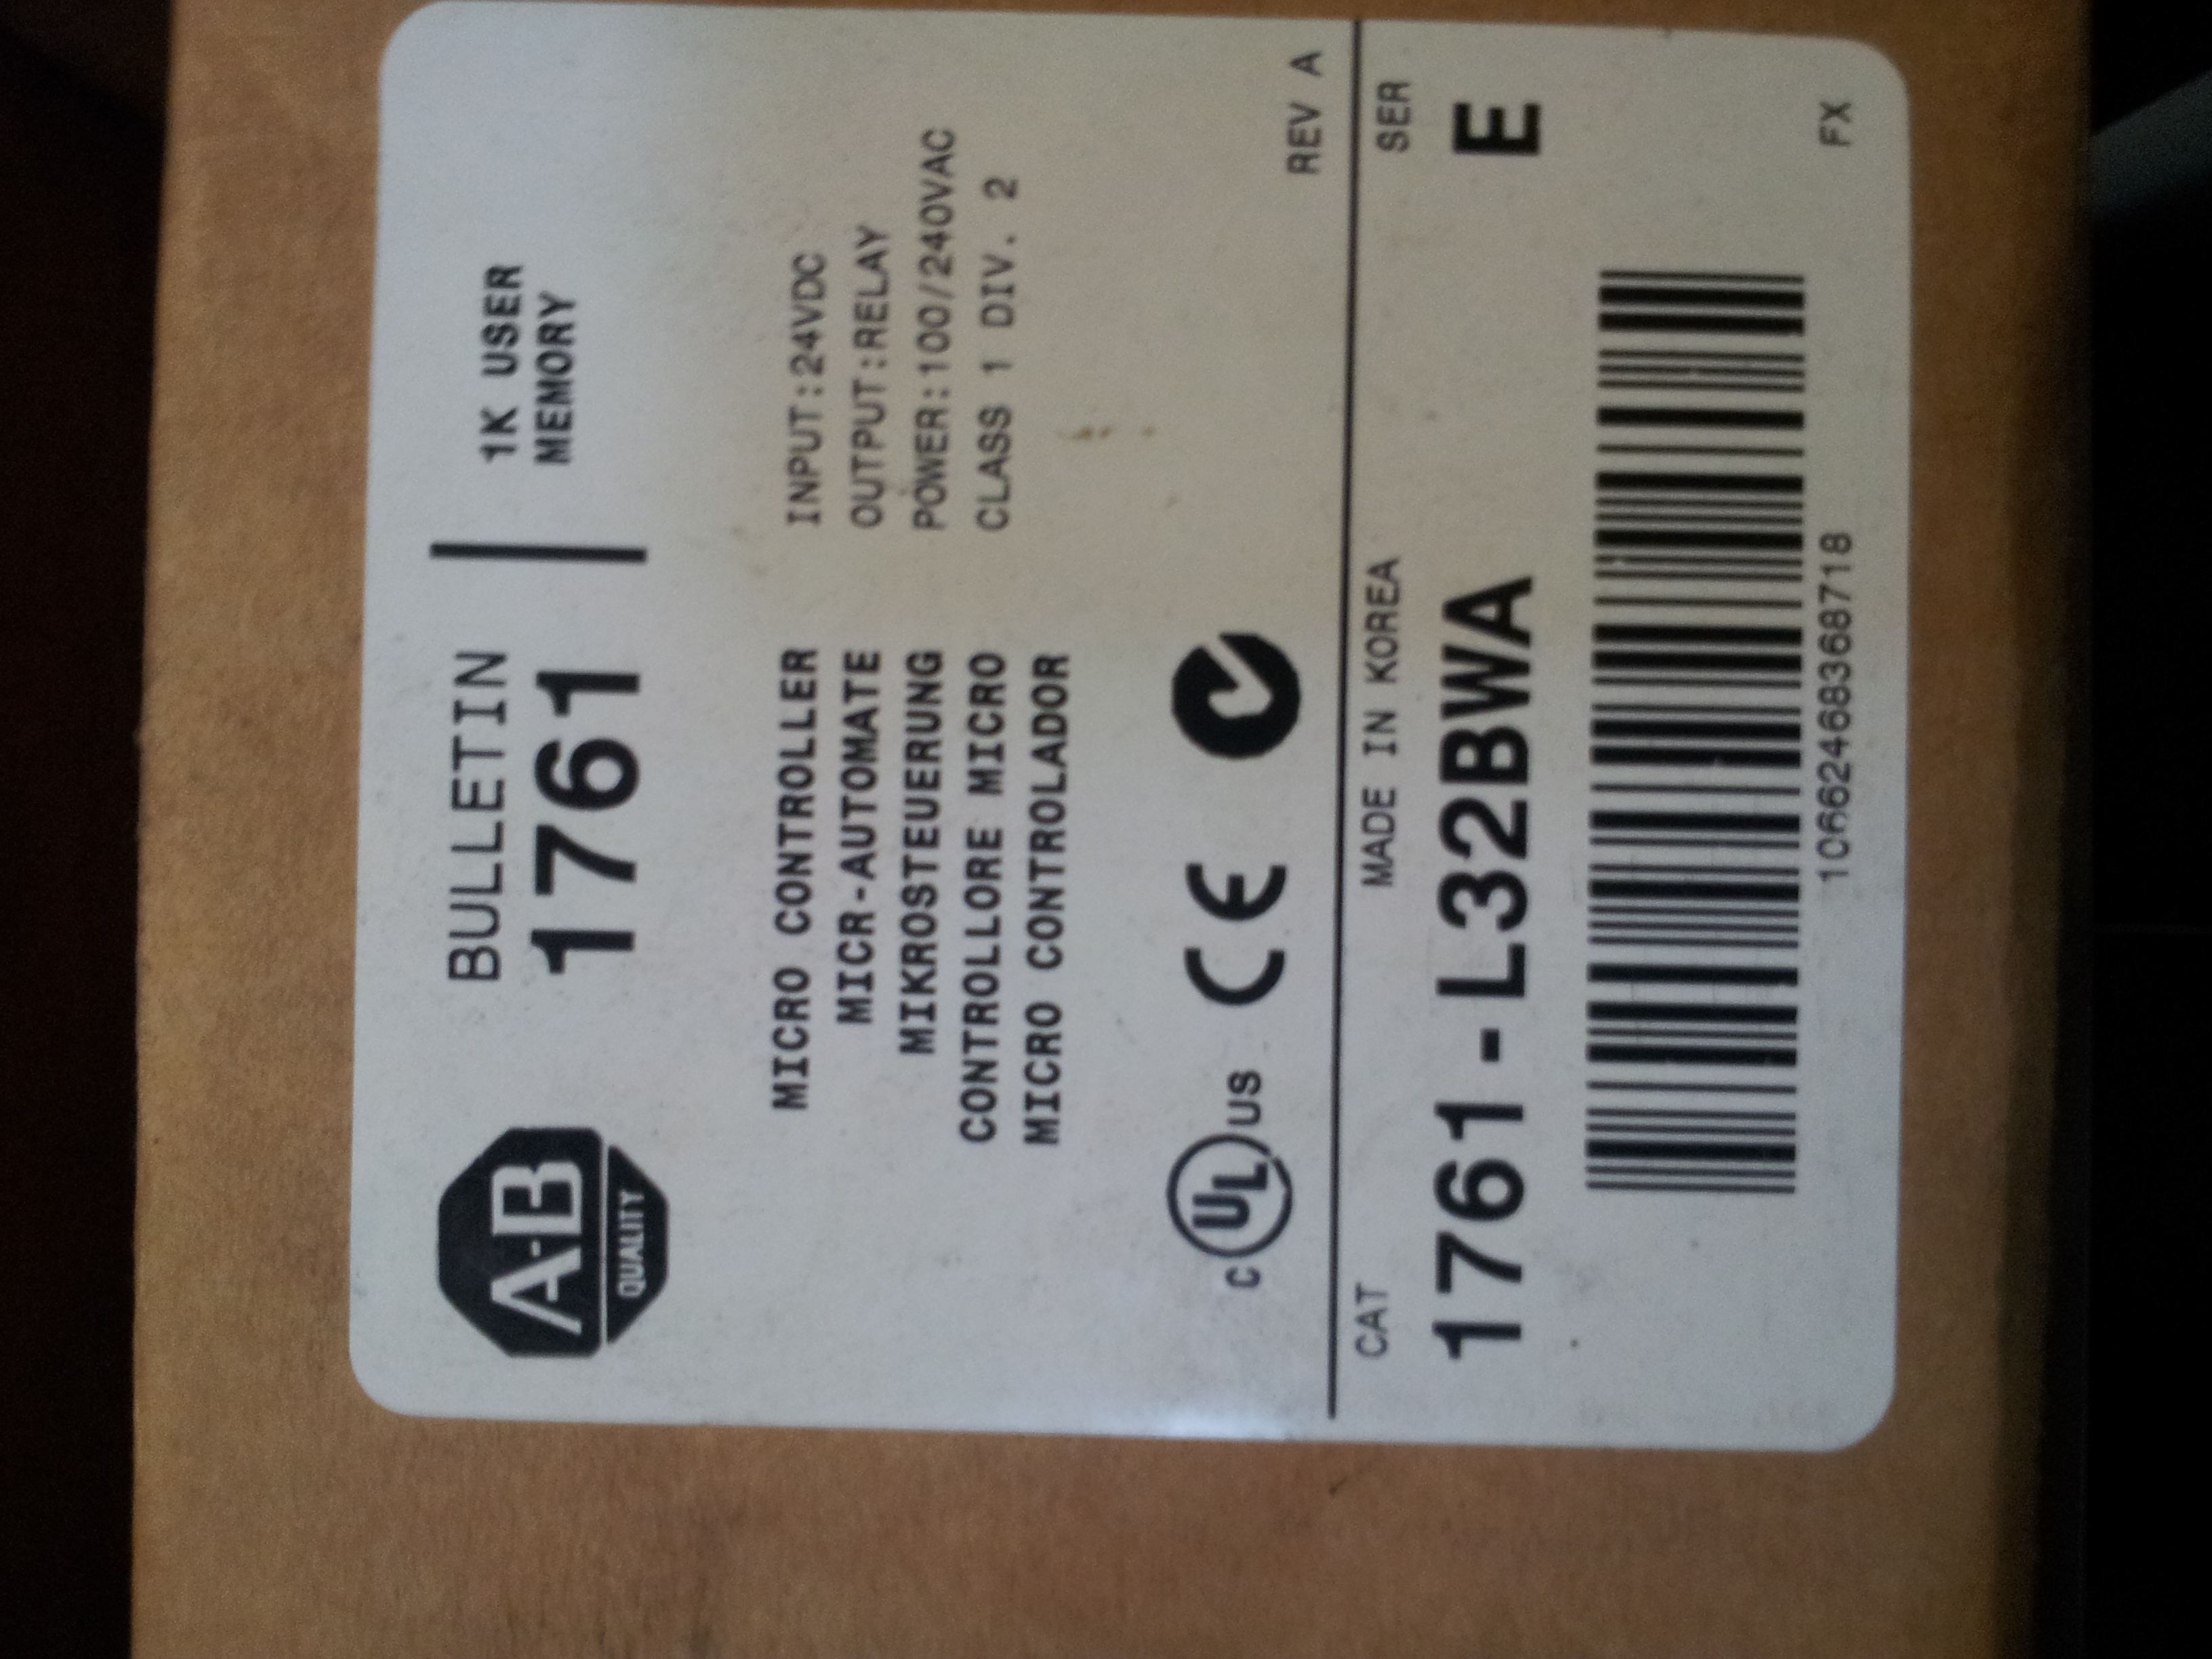 A-B
QUALITY
BULLETIN
1761
1K USER
MEMORY
MICRO CONTROLLER
MICR-AUTOMATE
MIKROSTEUERUNG
CONTROLLORE MICRO
MICRO CONTROLADOR
INPUT:24VDC
OUTPUT:RELAY
POWER:100/240VAC
CLASS 1 DIV. 2
C UL US CE
REV A
CAT MADE IN KOREA SER
1761-L32BWA E
10662468368718
FX